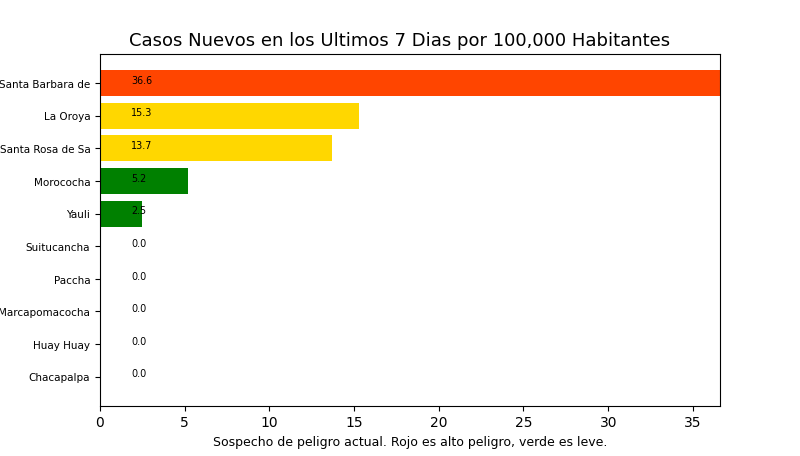 Casos Nuevos en los Ultimos 7 Dias por 100,000 Habitantes
Santa Barbara de 36.6
La Oroya 15.3
Santa Rosa de Sa 13.7
Morococha 5.2
Yauli 2.5
Suitucancha 0.0
Paccha 0.0
Marcapomacocha 0.0
Huay Huay 0.0
Chacapalpa 0.0
0 5 10 15 20 25 30 35
Sospecho de peligro actual. Rojo es alto peligro, verde es leve.